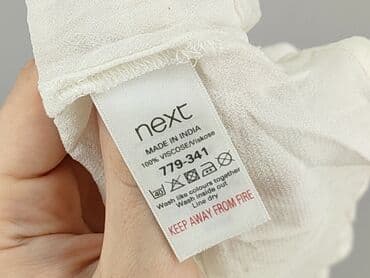 next
MADE IN INDIA
100% VISCOSE/Viskose
779-341
40
Wash like colours together
Wash inside out
Line dry
KEEP AWAY FROM FIRE